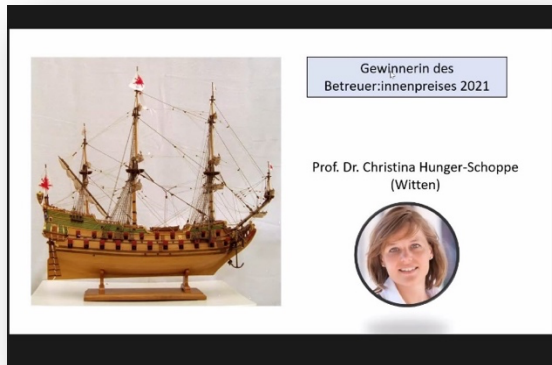 Gewinnerin des
Betreuer:innenpreises 2021
Prof. Dr. Christina Hunger-Schoppe
(Witten)